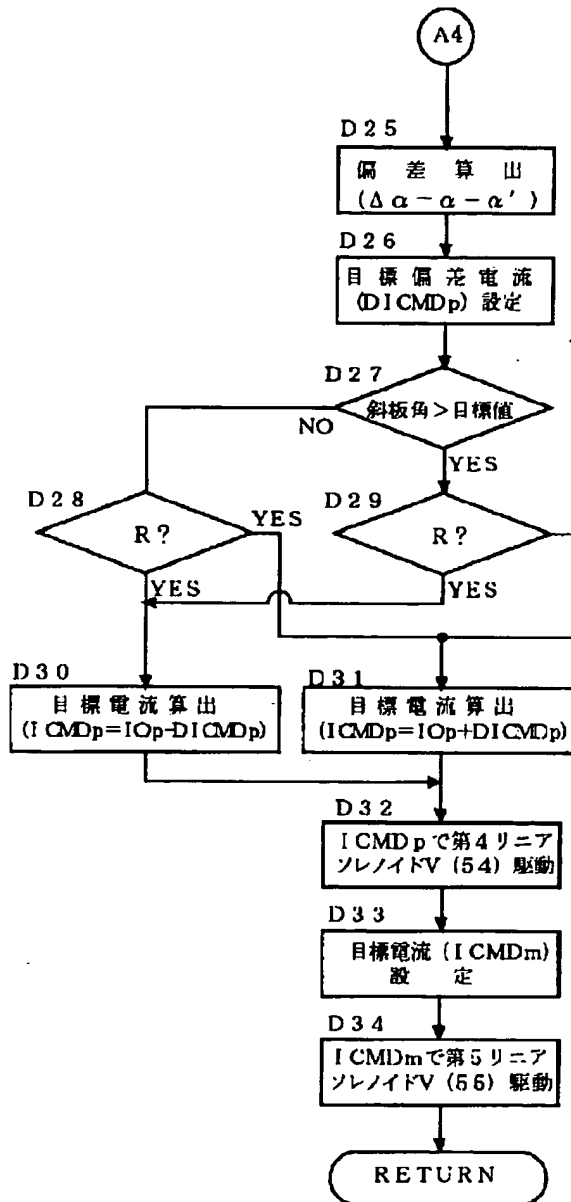 A4
D25
偏差算出
(Δα-α-α')
D26
目標偏差電流
(DICMDp) 設定
D27
斜板角>目標値
NO
YES
D28
R?
YES
D29
R?
YES
YES
D30
目標電流算出
(ICMDp=IOp-DICMDp)
D31
目標電流算出
(ICMDp=IOp+DICMDp)
D32
ICMDpで第4リニア
ソレノイドV (54) 駆動
D33
目標電流 (ICMDm)
設定
D34
ICMDmで第5リニア
ソレノイドV (55) 駆動
RETURN